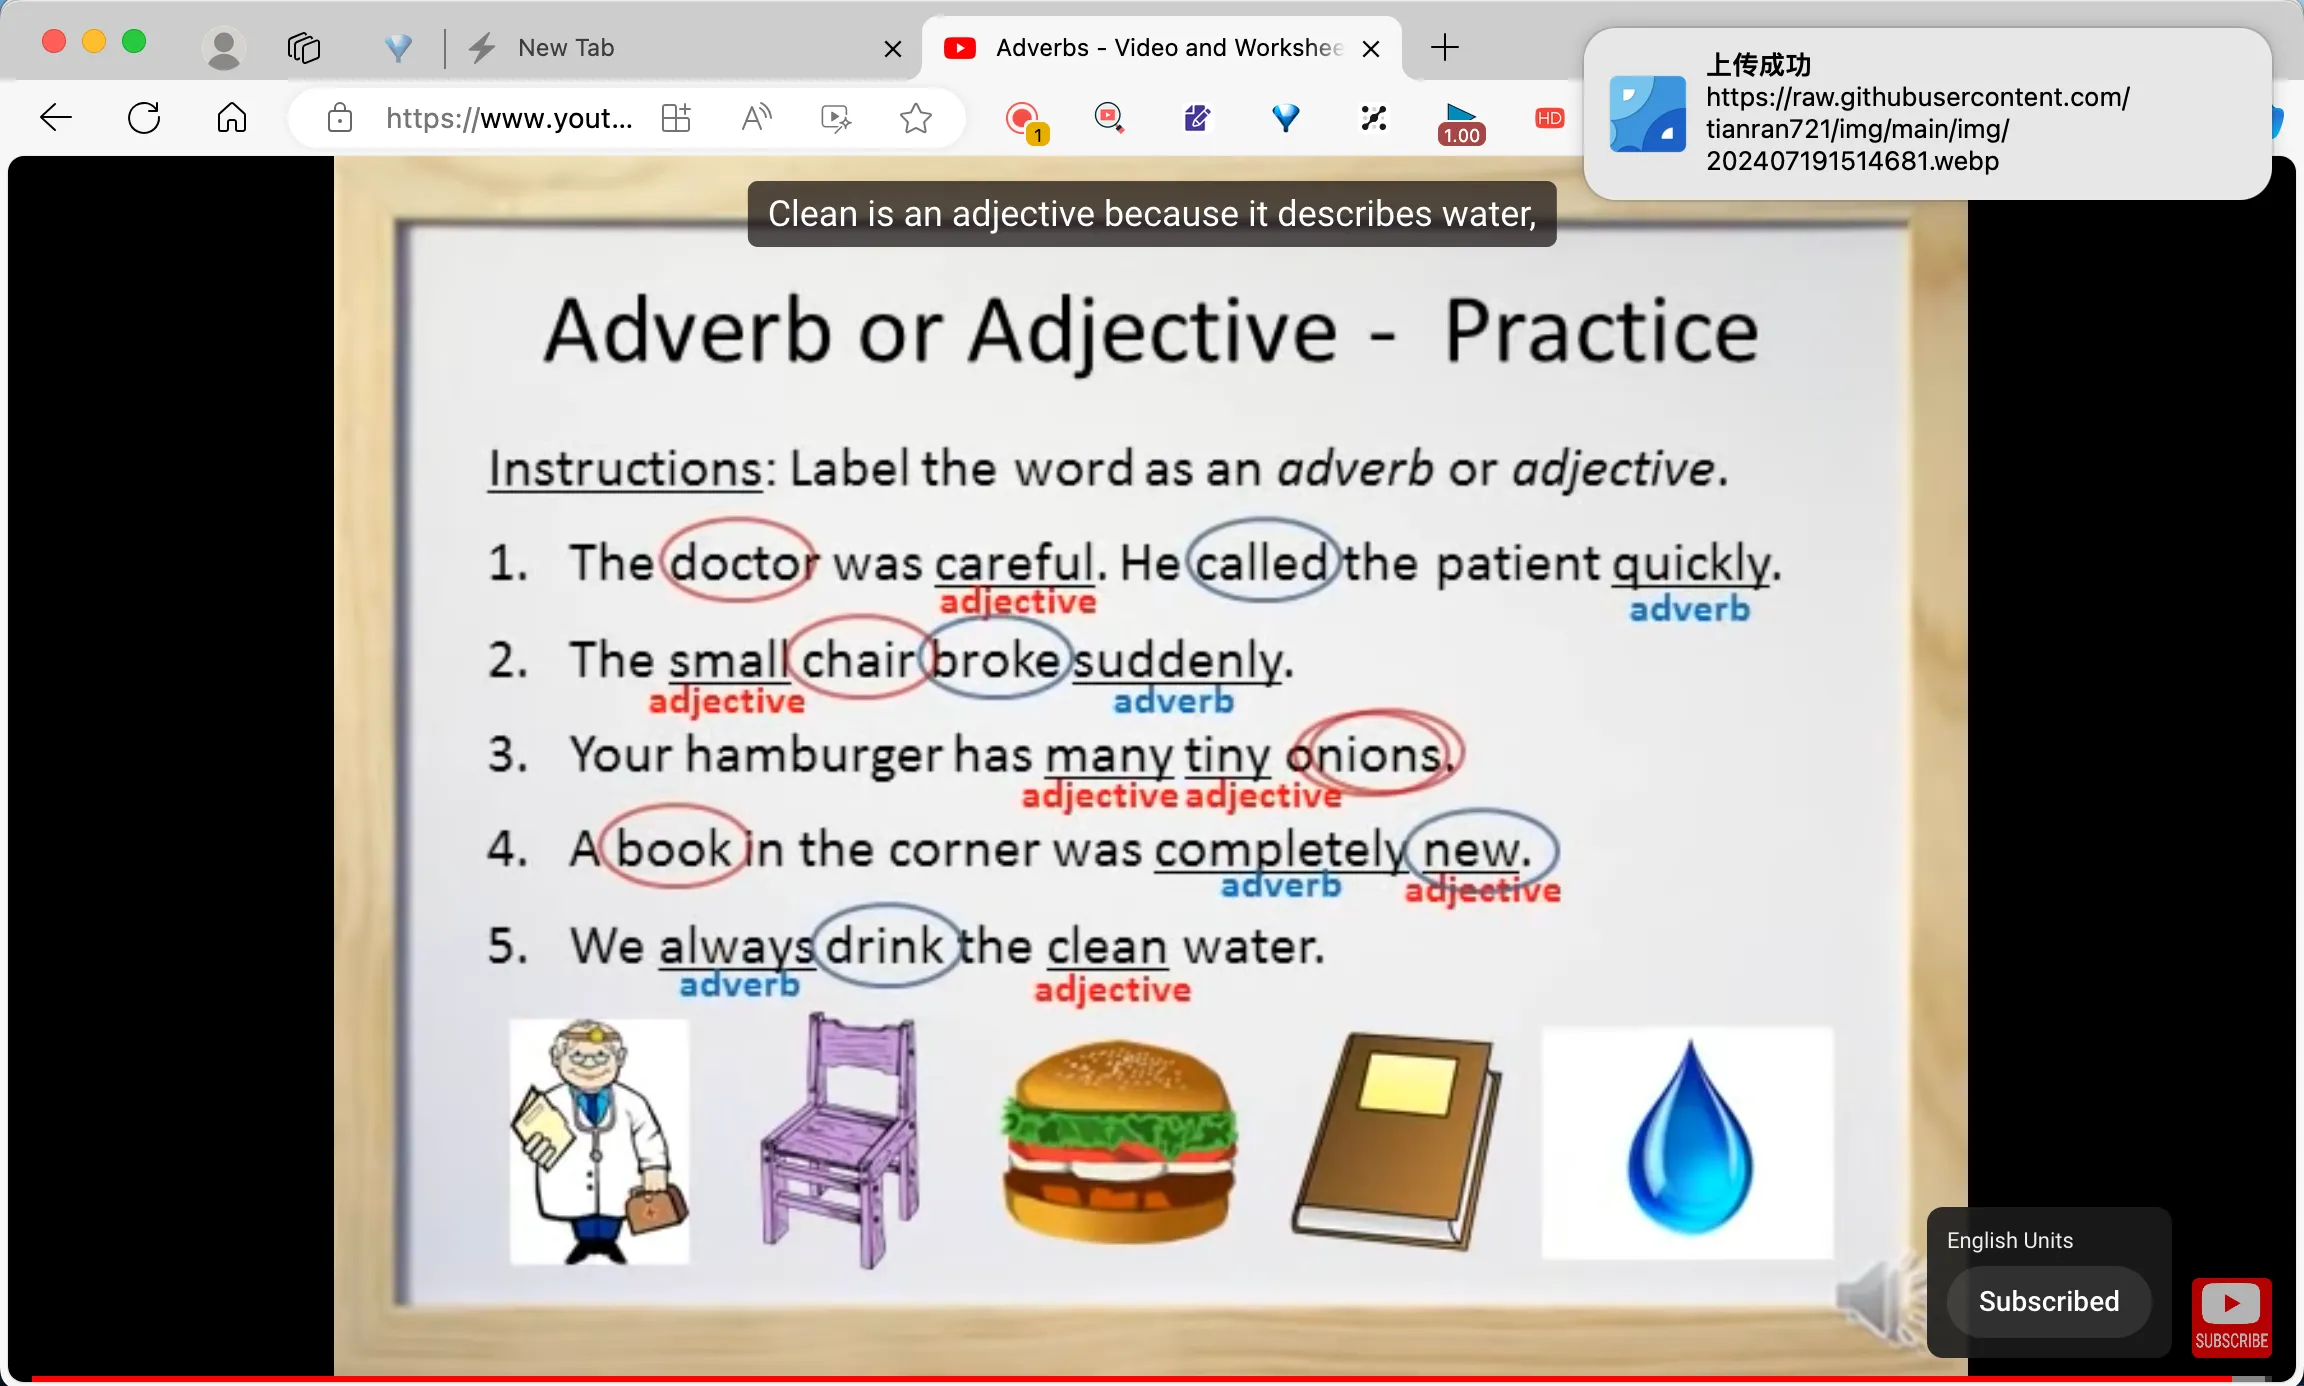 New Tab
Adverbs - Video and Workshee
上传成功
https://raw.githubusercontent.com/
tianran721/img/main/img/
202407191514681.webp
https://www.yout...
1
1.00
HD
Clean is an adjective because it describes water,
Adverb or Adjective - Practice
Instructions: Label the word as an adverb or adjective.
1. The doctor was careful. He called the patient quickly.
adjective adverb
2. The small chair broke suddenly.
adjective adverb
3. Your hamburger has many tiny onions.
adjective adjective
4. A book in the corner was completely new.
adverb adjective
5. We always drink the clean water.
adverb adjective
English Units
Subscribed
SUBSCRIBE